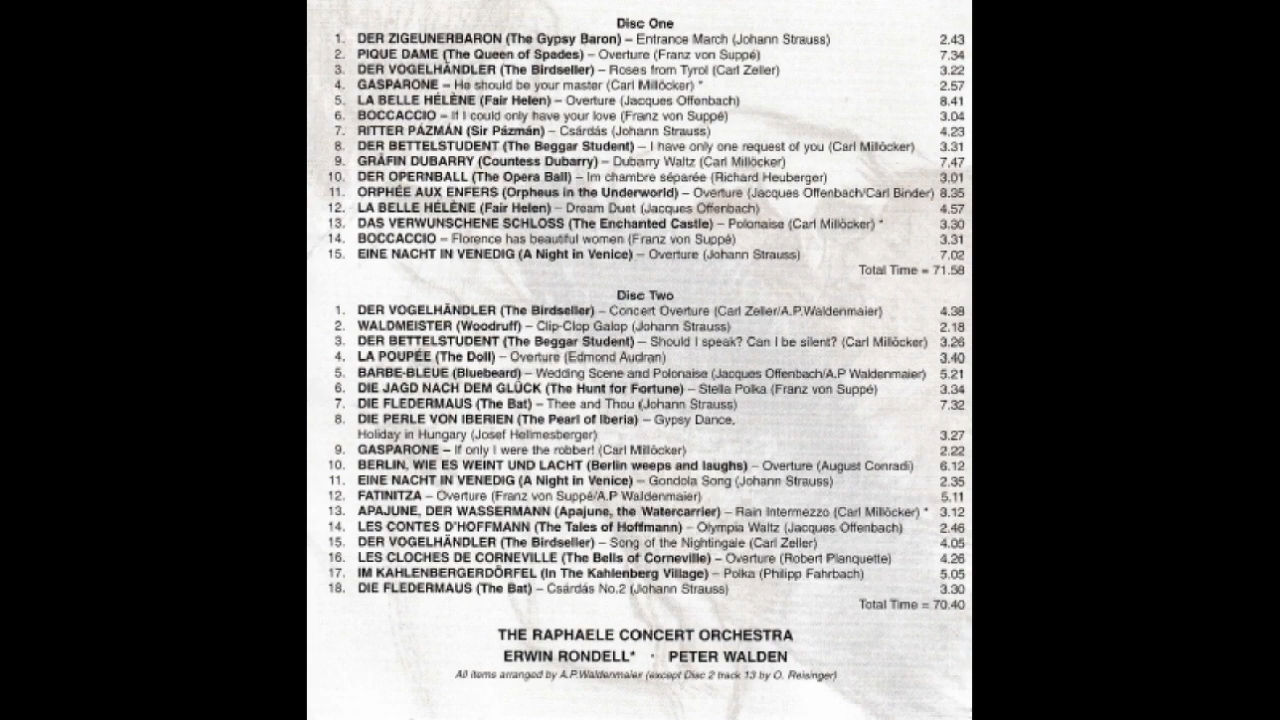 Disc One
1. DER ZIGEUNERBARON (The Gypsy Baron) – Entrance March (Johann Strauss) 2.43
2. PIQUE DAME (The Queen of Spades) – Overture (Franz von Suppé) 7.34
3. DER VOGELHÄNDLER (The Birdseller) – Roses from Tyrol (Carl Zeller) 3.22
4. GASPARONE – He should be your master (Carl Millöcker) * 2.57
5. LA BELLE HÉLÈNE (Fair Helen) – Overture (Jacques Offenbach) 8.41
6. BOCCACCIO – If I could only have your love (Franz von Suppé) 3.04
7. RITTER PÁZMÁN (Sir Pázmán) – Csárdás (Johann Strauss) 4.23
8. DER BETTELSTUDENT (The Beggar Student) – I have only one request of you (Carl Millöcker) 3.31
9. GRÄFIN DUBARRY (Countess Dubarry) – Dubarry Waltz (Carl Millöcker) 7.47
10. DER OPERNBALL (The Opera Ball) – Im chambre séparée (Richard Heuberger) 3.01
11. ORPHÉE AUX ENFERS (Orpheus in the Underworld) – Overture (Jacques Offenbach/Carl Binder) 8.35
12. LA BELLE HÉLÈNE (Fair Helen) – Dream Duet (Jacques Offenbach) 4.57
13. DAS VERWUNSCHENE SCHLOSS (The Enchanted Castle) – Polonaise (Carl Millöcker) * 3.30
14. BOCCACCIO – Florence has beautiful women (Franz von Suppé) 3.31
15. EINE NACHT IN VENEDIG (A Night in Venice) – Overture (Johann Strauss) 7.02
Total Time = 71.58
Disc Two
1. DER VOGELHÄNDLER (The Birdseller) – Concert Overture (Carl Zeller/A.P.Waldenmaier) 4.38
2. WALDMEISTER (Woodruff) – Clip-Clop Galop (Johann Strauss) 2.18
3. DER BETTELSTUDENT (The Beggar Student) – Should I speak? Can I be silent? (Carl Millöcker) 3.26
4. LA POUPÉE (The Doll) – Overture (Edmond Audran) 3.40
5. BARBE-BLEUE (Bluebeard) – Wedding Scene and Polonaise (Jacques Offenbach/A.P Waldenmaier) 5.21
6. DIE JAGD NACH DEM GLÜCK (The Hunt for Fortune) – Stella Polka (Franz von Suppé) 3.34
7. DIE FLEDERMAUS (The Bat) – Thee and Thou (Johann Strauss) 7.32
8. DIE PERLE VON IBERIEN (The Pearl of Iberia) – Gypsy Dance,
Holiday in Hungary (Josef Hellmesberger) 3.27
9. GASPARONE – If only I were the robber! (Carl Millöcker) 2.22
10. BERLIN, WIE ES WEINT UND LACHT (Berlin weeps and laughs) – Overture (August Conradi) 6.12
11. EINE NACHT IN VENEDIG (A Night in Venice) – Gondola Song (Johann Strauss) 2.35
12. FATINITZA – Overture (Franz von Suppé/A.P Waldenmaier) 5.11
13. APAJUNE, DER WASSERMANN (Apajune, the Watercarrier) – Rain Intermezzo (Carl Millöcker) * 3.12
14. LES CONTES D'HOFFMANN (The Tales of Hoffmann) – Olympia Waltz (Jacques Offenbach) 2.46
15. DER VOGELHÄNDLER (The Birdseller) – Song of the Nightingale (Carl Zeller) 4.05
16. LES CLOCHES DE CORNEVILLE (The Bells of Corneville) – Overture (Robert Planquette) 4.26
17. IM KAHLENBERGERDÖRFEL (In The Kahlenberg Village) – Polka (Philipp Fahrbach) 5.05
18. DIE FLEDERMAUS (The Bat) – Csárdás No.2 (Johann Strauss) 3.30
Total Time = 70.40
THE RAPHAELE CONCERT ORCHESTRA
ERWIN RONDELL* · PETER WALDEN
All items arranged by A.P.Waldenmaier (except Disc 2 track 13 by O. Reisinger)